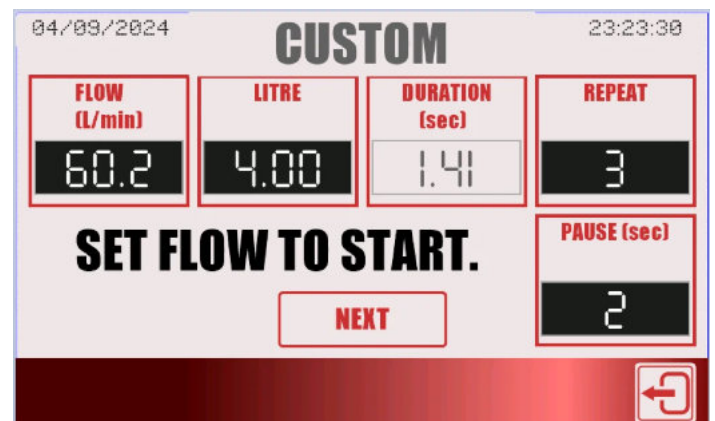 04/09/2024
CUSTOM
23:23:30
FLOW
(L/min)
60.2
LITRE
4.00
DURATION
(sec)
1.41
REPEAT
3
SET FLOW TO START.
PAUSE (sec)
2
NEXT